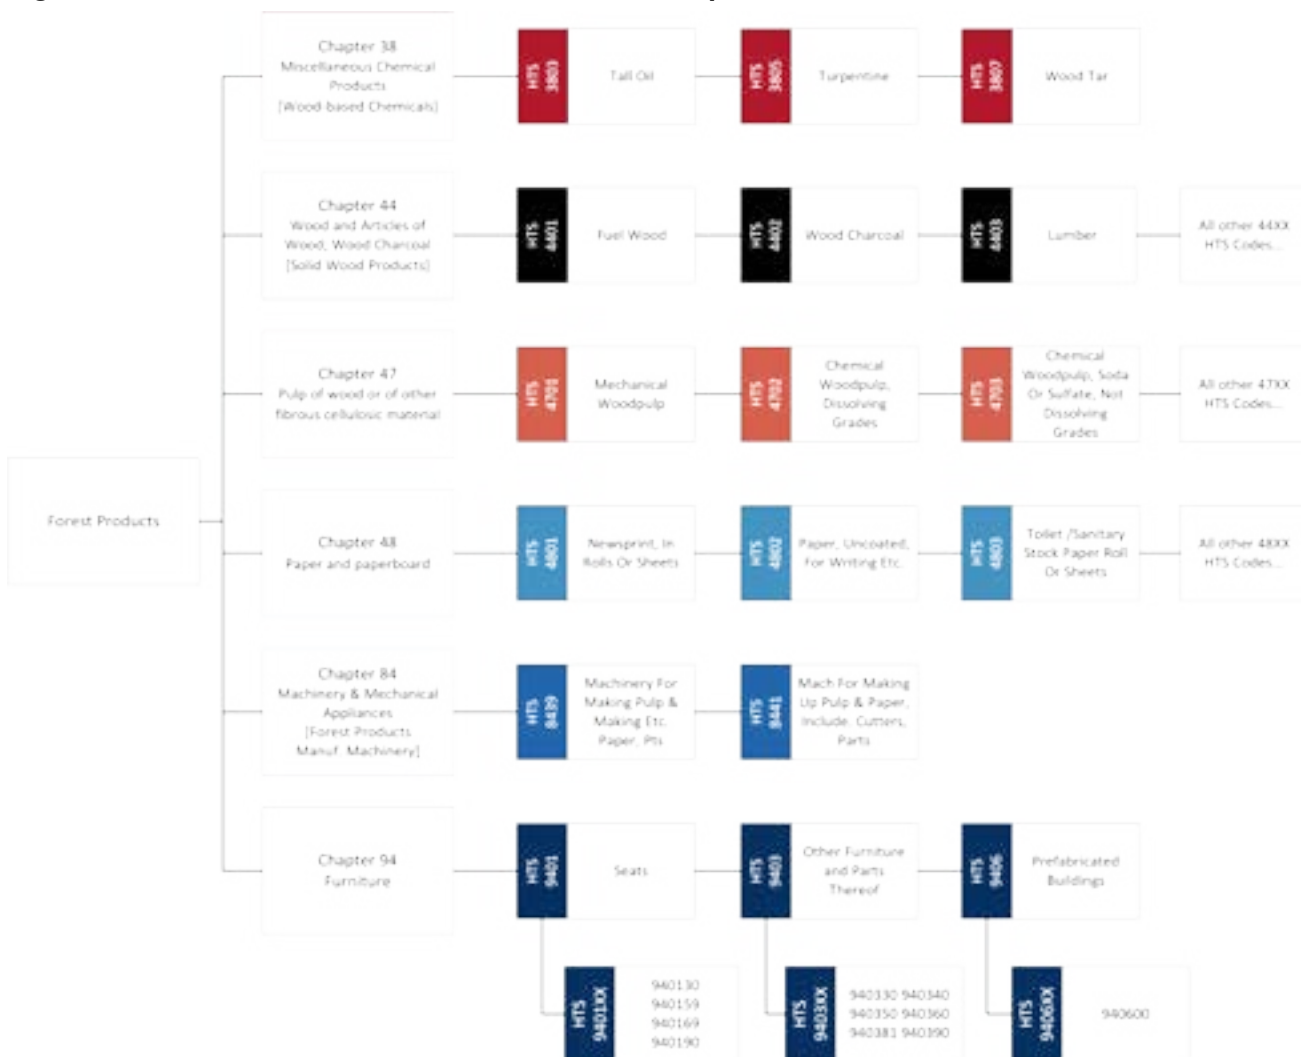 Chapter 38
Miscellaneous Chemical
Products
[Wood-based Chemicals]
HTS
3803
Tall Oil
HTS
3805
Turpentine
HTS
3807
Wood Tar
Chapter 44
Wood and Articles of
Wood, Wood Charcoal
[Solid Wood Products]
HTS
4401
Fuel Wood
HTS
4402
Wood Charcoal
HTS
4403
Lumber
All other 44XX
HTS Codes...
Chapter 47
Pulp of wood or of other
fibrous cellulosic material
HTS
4701
Mechanical
Woodpulp
HTS
4702
Chemical
Woodpulp,
Dissolving
Grades
HTS
4703
Chemical
Woodpulp, Soda
Or Sulfate, Not
Dissolving
Grades
All other 47XX
HTS Codes...
Forest Products
Chapter 48
Paper and paperboard
HTS
4801
Newsprint, In
Rolls Or Sheets
HTS
4802
Paper, Uncoated,
For Writing Etc.
HTS
4803
Toilet /Sanitary
Stock Paper Roll
Or Sheets
All other 48XX
HTS Codes...
Chapter 84
Machinery & Mechanical
Appliances
[Forest Products
Manuf. Machinery]
HTS
8439
Machinery For
Making Pulp &
Making Etc.
Paper, Pts
HTS
8441
Mach For Making
Up Pulp & Paper,
Include. Cutters,
Parts
Chapter 94
Furniture
HTS
9401
Seats
HTS
9403
Other Furniture
and Parts
Thereof
HTS
9406
Prefabricated
Buildings
HTS
9401XX
940130
940159
940169
940190
HTS
9403XX
940330 940340
940350 940360
940381 940390
HTS
9406XX
940600